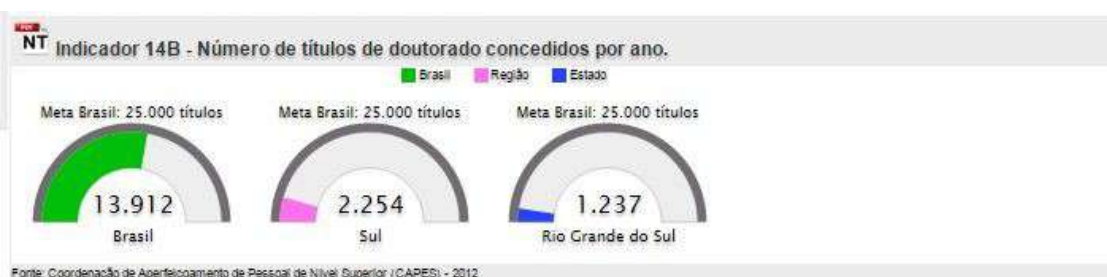 PDF
NT Indicador 14B - Número de títulos de doutorado concedidos por ano.
Brasil Região Estado
Meta Brasil: 25.000 títulos Meta Brasil: 25.000 títulos Meta Brasil: 25.000 títulos
13.912 2.254 1.237
Brasil Sul Rio Grande do Sul
Fonte: Coordenação de Aperfeiçoamento de Pessoal de Nível Superior (CAPES) - 2012